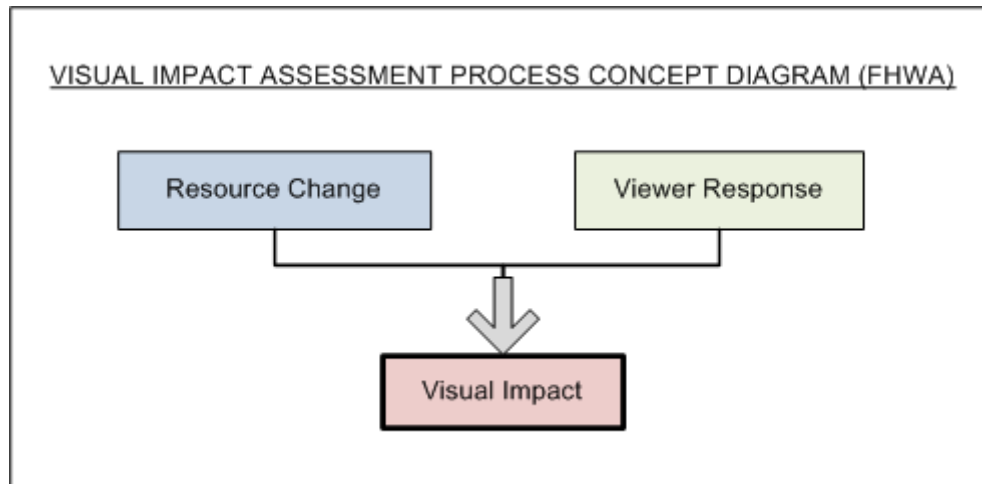 VISUAL IMPACT ASSESSMENT PROCESS CONCEPT DIAGRAM (FHWA)
Resource Change
Viewer Response
Visual Impact